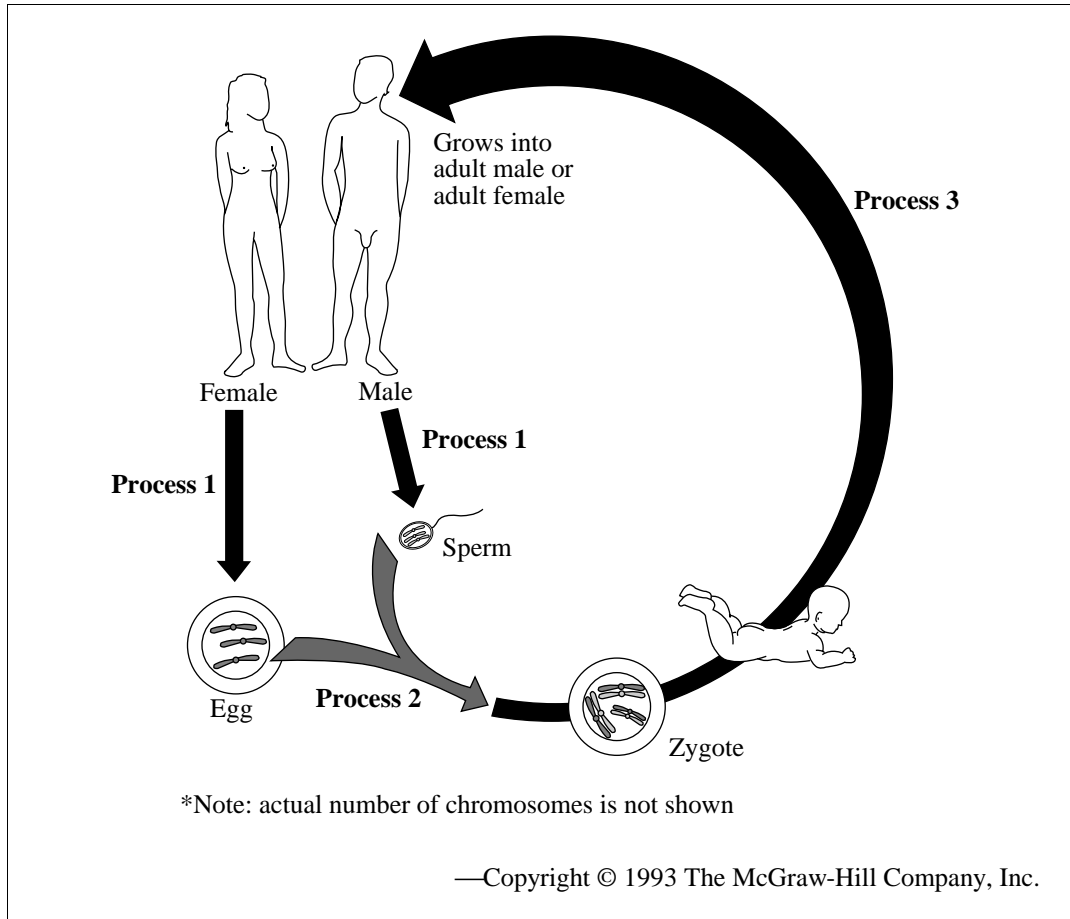 Grows into
adult male or
adult female
Process 3
Female
Male
Process 1
Process 1
Sperm
Egg
Process 2
Zygote
*Note: actual number of chromosomes is not shown
—Copyright © 1993 The McGraw-Hill Company, Inc.